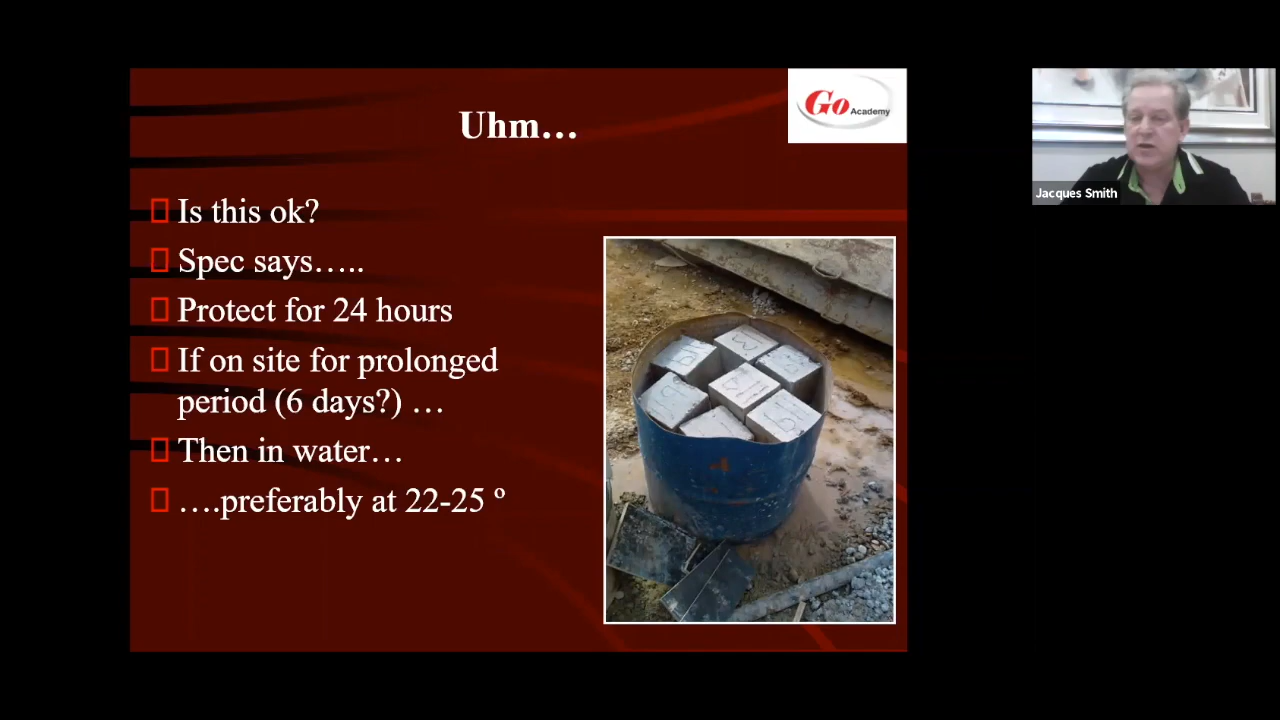 Uhm…
Go Academy
Is this ok?
Spec says…..
Protect for 24 hours
If on site for prolonged
period (6 days?) …
Then in water…
….preferably at 22-25 º
Jacques Smith